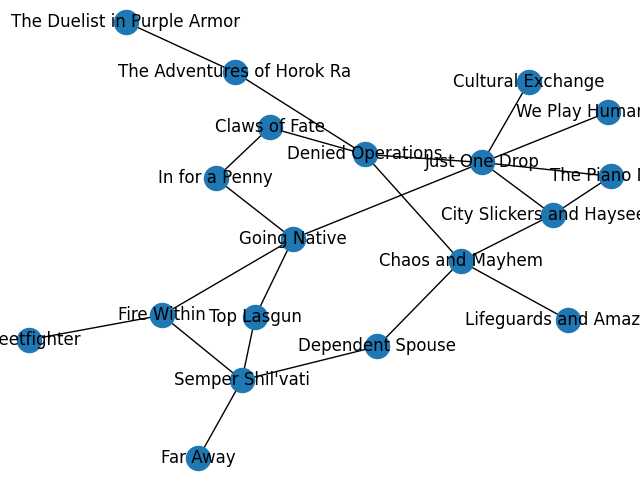 The Duelist in Purple Armor
The Adventures of Horok Ra
Cultural Exchange
We Play Human
Claws of Fate
Denied Operations
Just One Drop
In for a Penny
The Piano
City Slickers and Haysee
Going Native
Chaos and Mayhem
Fire Within
Top Lasgun
Lifeguards and Amaz
eetfighter
Dependent Spouse
Semper Shil'vati
Far Away